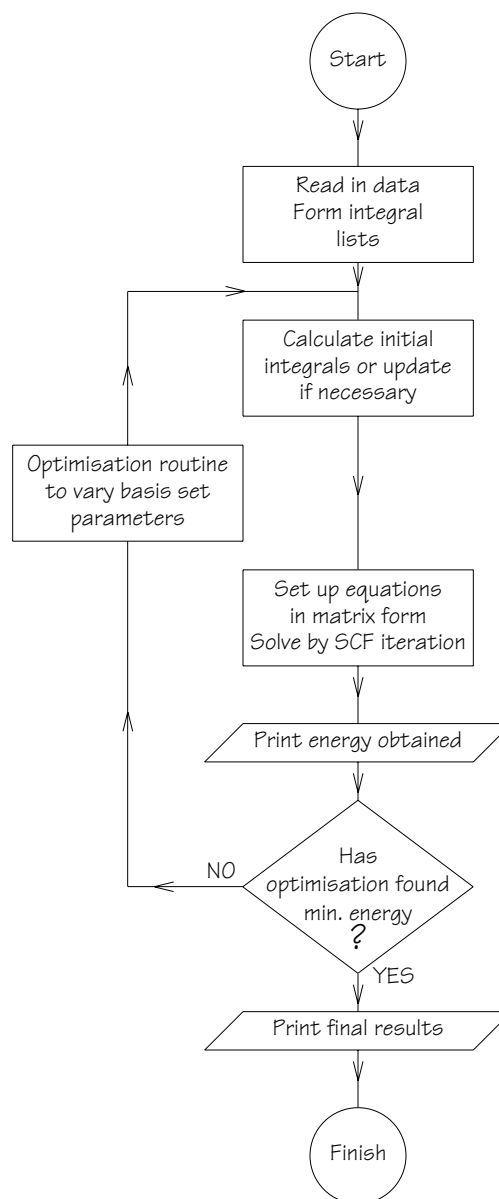 Start
Read in data
Form integral
lists
Calculate initial
integrals or update
if necessary
Optimisation routine
to vary basis set
parameters
Set up equations
in matrix form
Solve by SCF iteration
Print energy obtained
Has
optimisation found
min. energy
?
NO
YES
Print final results
Finish